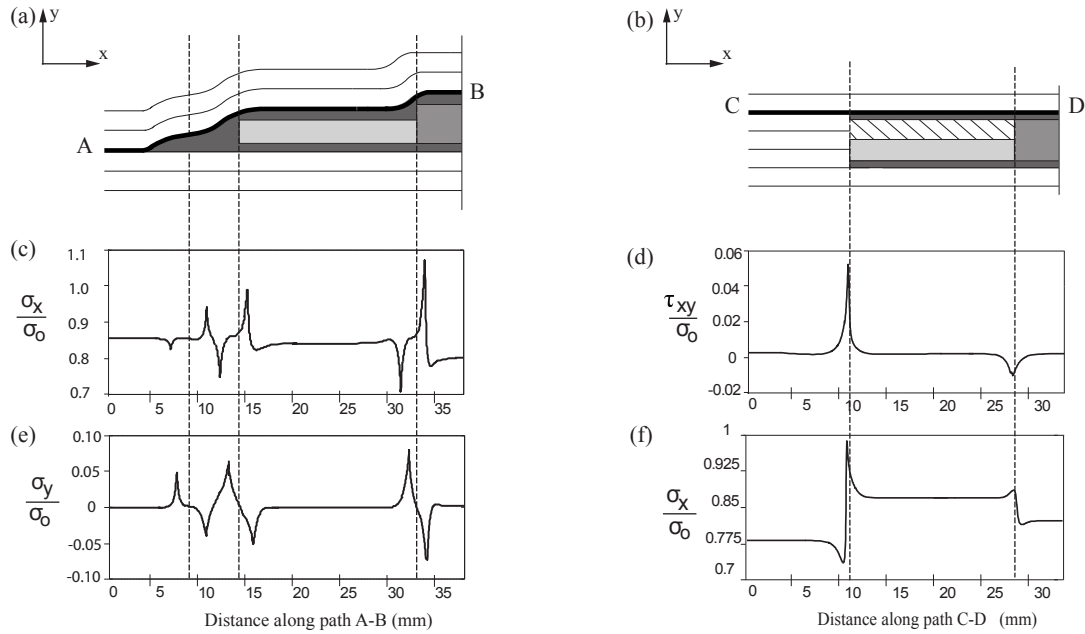 (a)
y
x
A
B
(b)
y
x
C
D
(c)
σx/σo
1.1
1.0
0.9
0.8
0.7
0 5 10 15 20 25 30 35
(d)
τxy/σo
0.06
0.04
0.02
0
-0.02
0 5 10 15 20 25 30
(e)
σy/σo
0.10
0.05
0
-0.05
-0.10
0 5 10 15 20 25 30 35
Distance along path A-B (mm)
(f)
σx/σo
1
0.925
0.85
0.775
0.7
0 5 10 15 20 25 30
Distance along path C-D (mm)